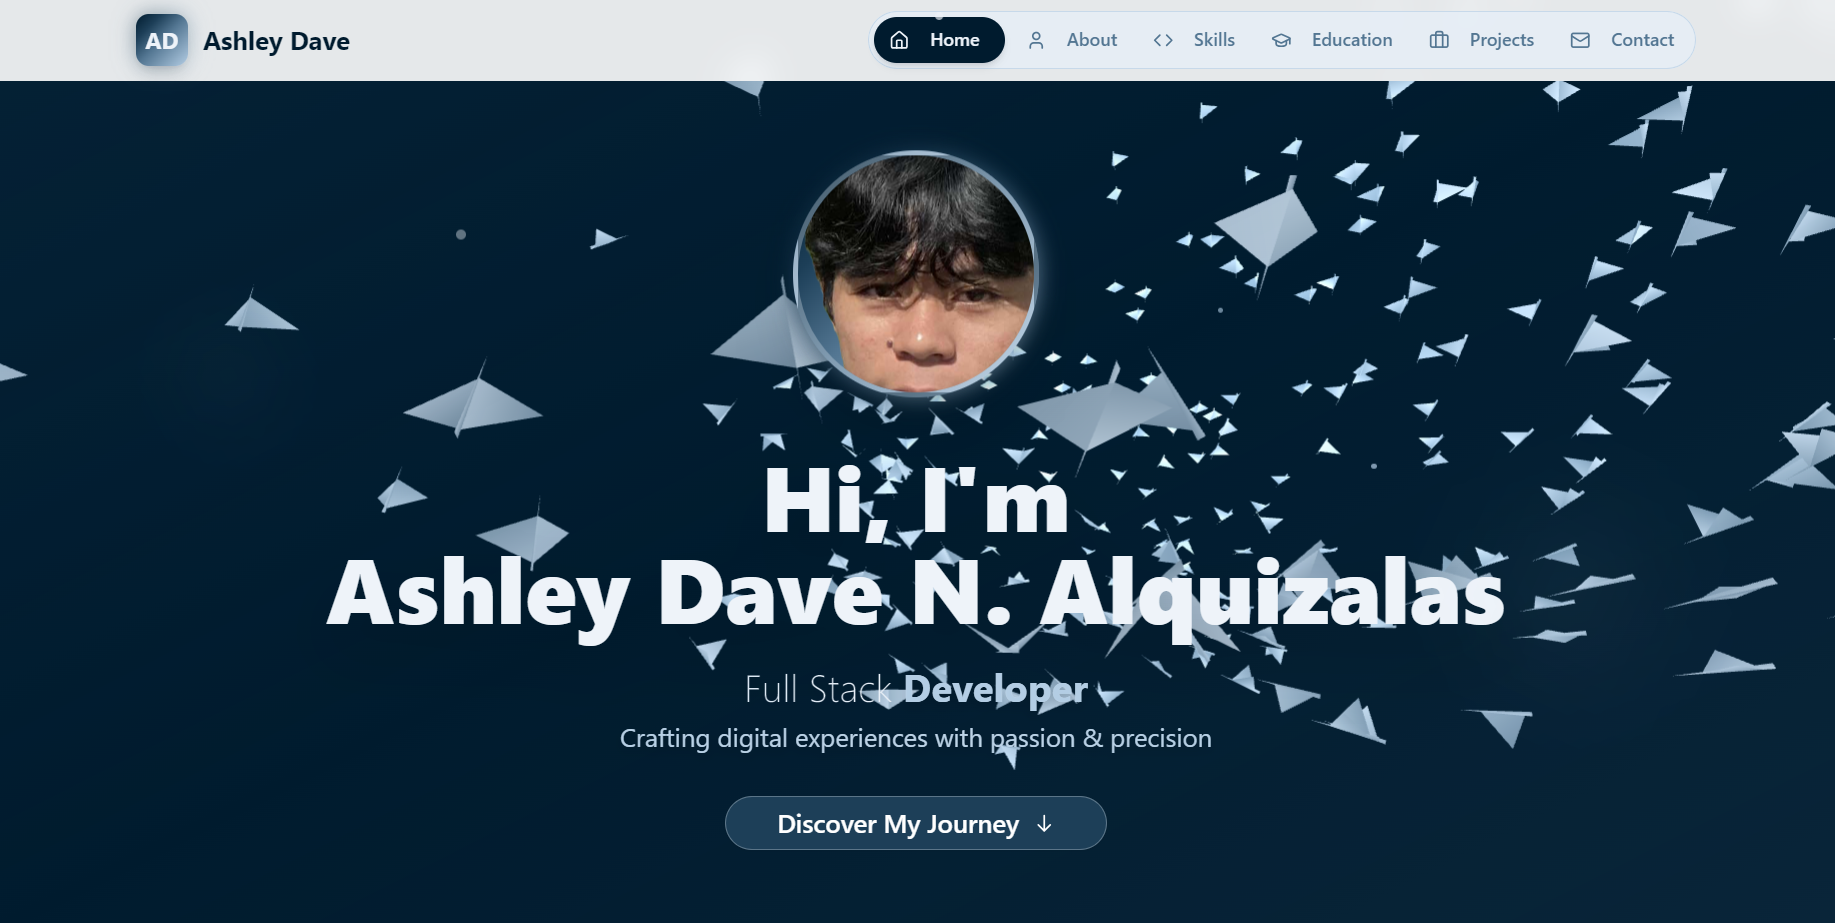 AD
Ashley Dave
Home
About
Skills
Education
Projects
Contact
Hi, I'm
Ashley Dave N. Alquizalas
Full Stack Developer
Crafting digital experiences with passion & precision
Discover My Journey